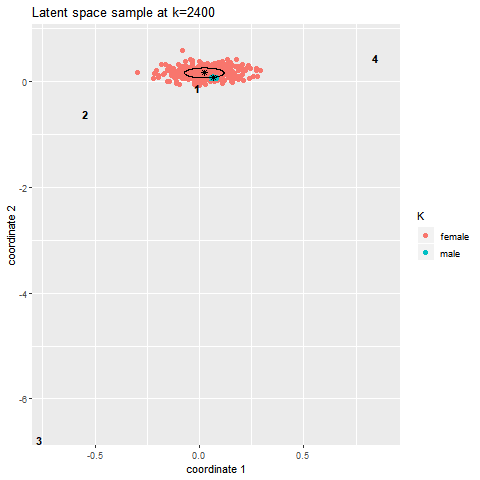 Latent space sample at k=2400
4
0
1
2
-2
-4
-6
3
coordinate 2
-0.5
0.0
0.5
coordinate 1
K
female
male